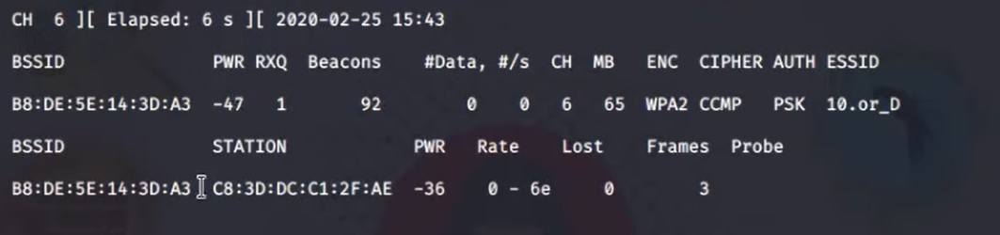 CH 6 ][ Elapsed: 6 s ][ 2020-02-25 15:43
BSSID PWR RXQ Beacons #Data, #/s CH MB ENC CIPHER AUTH ESSID
B8:DE:5E:14:3D:A3 -47 1 92 0 0 6 65 WPA2 CCMP PSK 10.or_D
BSSID STATION PWR Rate Lost Frames Probe
B8:DE:5E:14:3D:A3 C8:3D:DC:C1:2F:AE -36 0 - 6e 0 3